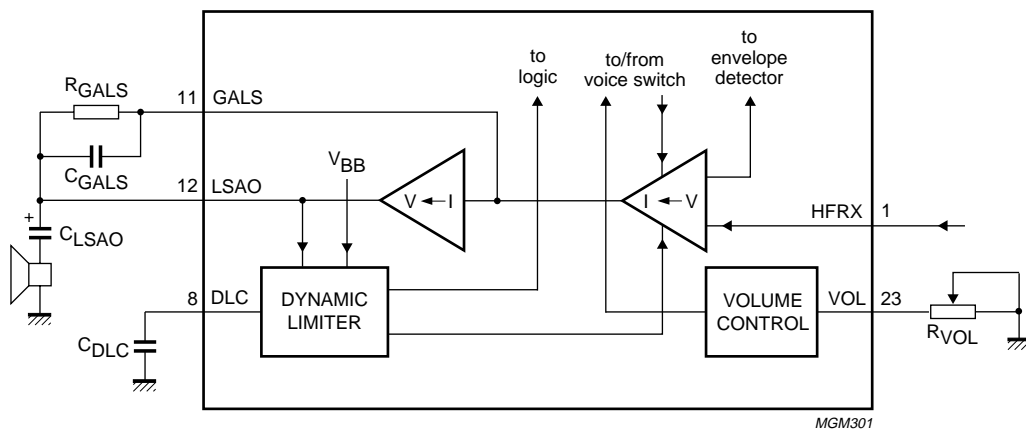 to
logic
to/from
voice switch
to
envelope
detector
RGALS
11 GALS
CGALS
VBB
12 LSAO
V ← I
I ← V
HFRX 1
+
CLSAO
8 DLC
DYNAMIC
LIMITER
VOLUME
CONTROL
VOL 23
RVOL
CDLC
MGM301